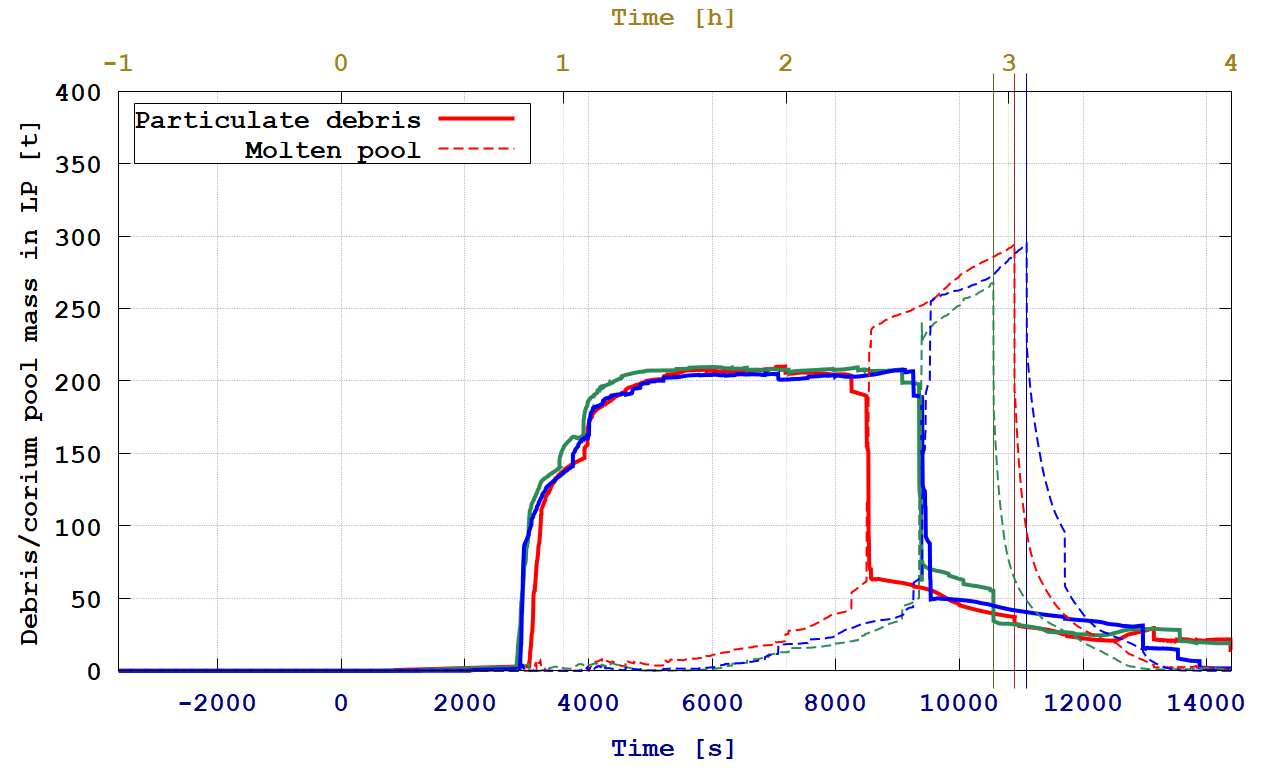 Time [h]
-1 0 1 2 3 4
400
350
300
250
200
150
100
50
0
Debris/corium pool mass in LP [t]
Particulate debris
Molten pool
-2000 0 2000 4000 6000 8000 10000 12000 14000
Time [s]